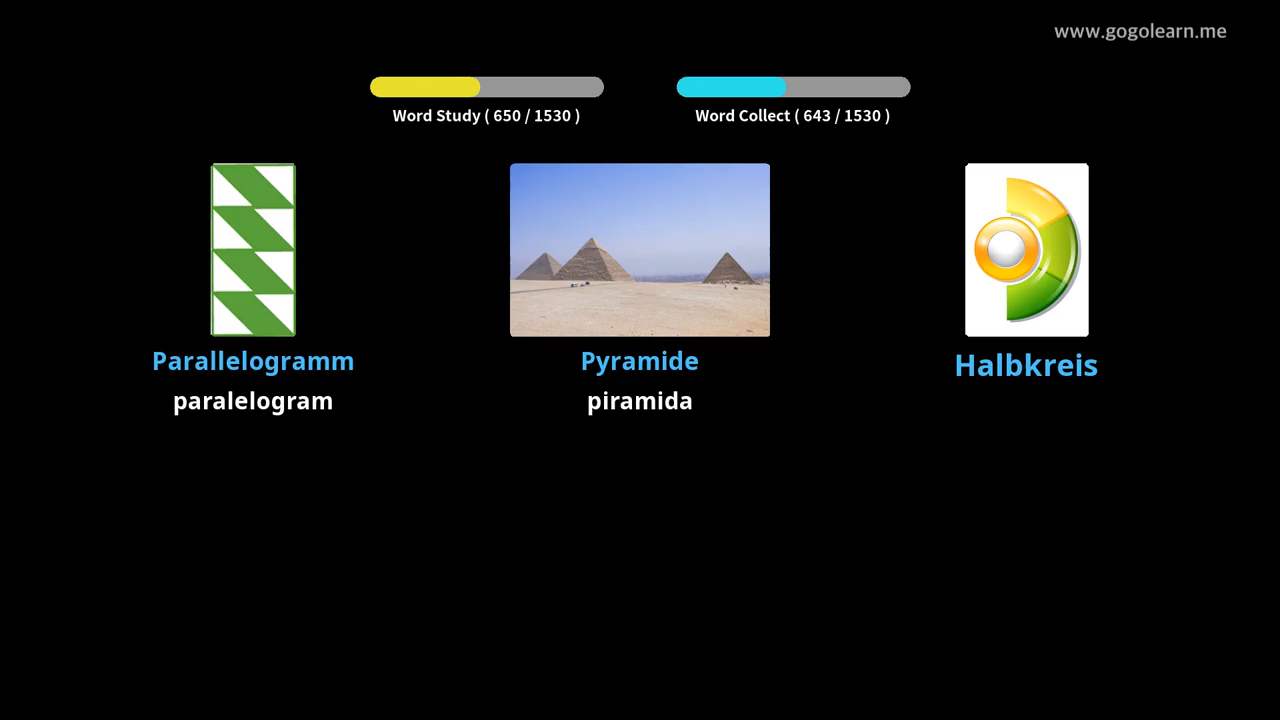 www.gogolearn.me
Word Study ( 650 / 1530 )
Word Collect ( 643 / 1530 )
Parallelogramm
paralelogram
Pyramide
piramida
Halbkreis